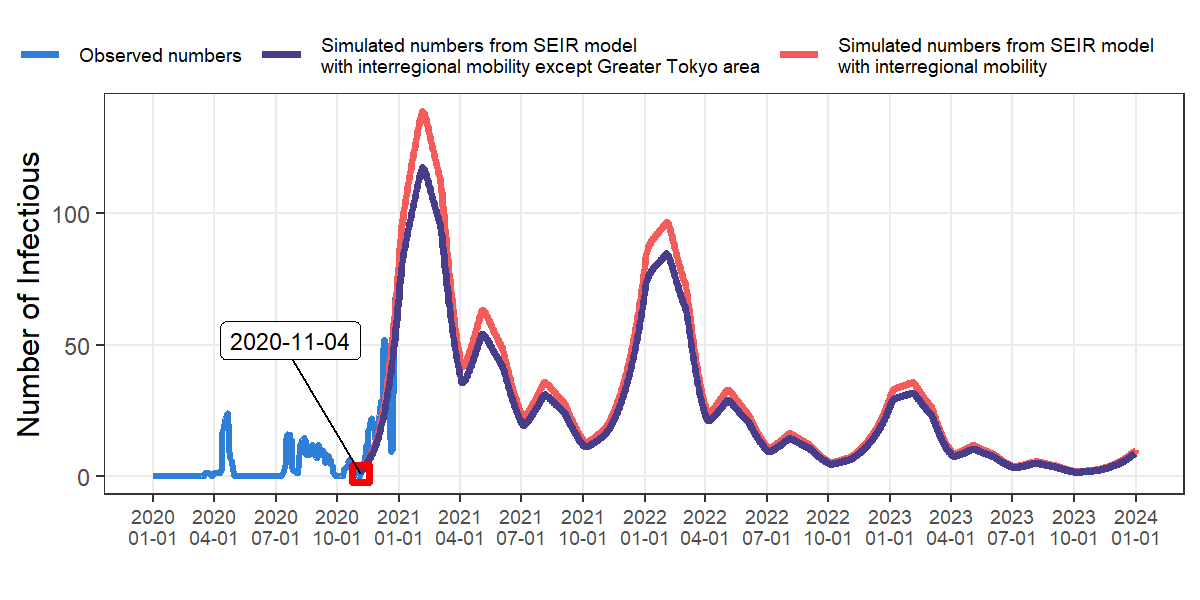 Observed numbers
Simulated numbers from SEIR model
with interregional mobility except Greater Tokyo area
Simulated numbers from SEIR model
with interregional mobility
Number of Infectious
100
50
0
2020-11-04
2020 2020 2020 2020 2021 2021 2021 2021 2022 2022 2022 2022 2023 2023 2023 2023 2024
01-01 04-01 07-01 10-01 01-01 04-01 07-01 10-01 01-01 04-01 07-01 10-01 01-01 04-01 07-01 10-01 01-01